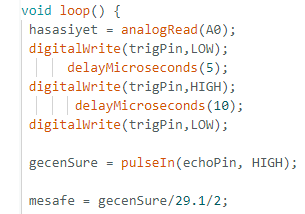 void loop() {
hasasiyet = analogRead(A0);
digitalWrite(trigPin,LOW);
delayMicroseconds(5);
digitalWrite(trigPin,HIGH);
delayMicroseconds(10);
digitalWrite(trigPin,LOW);
gecenSure = pulseIn(echoPin, HIGH);
mesafe = gecenSure/29.1/2;